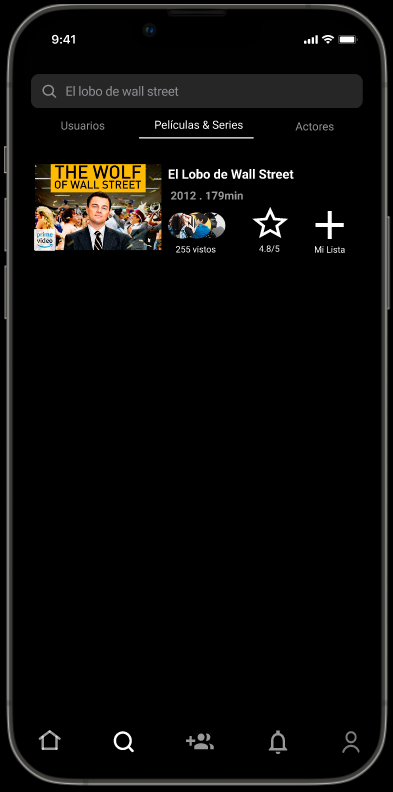 9:41
El lobo de wall street
Usuarios
Películas & Series
Actores
THE WOLF
OF WALL STREET
prime
video
El Lobo de Wall Street
2012 . 179min
255 vistos
4.8/5
Mi Lista